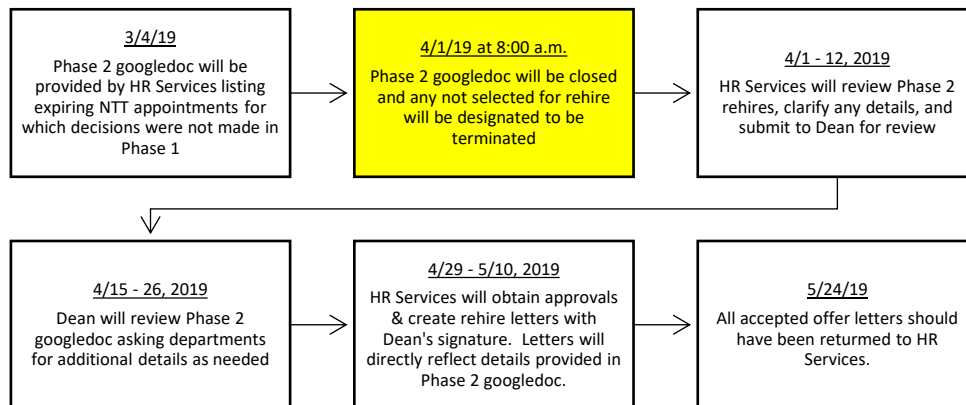 3/4/19
Phase 2 googledoc will be
provided by HR Services listing
expiring NTT appointments for
which decisions were not made in
Phase 1
4/1/19 at 8:00 a.m.
Phase 2 googledoc will be closed
and any not selected for rehire
will be designated to be
terminated
4/1 - 12, 2019
HR Services will review Phase 2
rehires, clarify any details, and
submit to Dean for review
4/15 - 26, 2019
Dean will review Phase 2
googledoc asking departments
for additional details as needed
4/29 - 5/10, 2019
HR Services will obtain approvals
& create rehire letters with
Dean's signature.  Letters will
directly reflect details provided in
Phase 2 googledoc.
5/24/19
All accepted offer letters should
have been returmed to HR
Services.